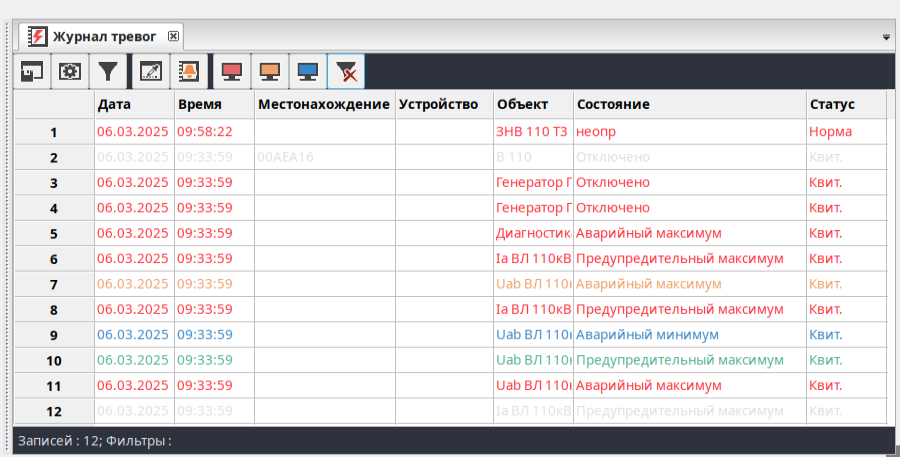 Журнал тревог
Дата Время Местонахождение Устройство Объект Состояние Статус
1 06.03.2025 09:58:22 ЗНВ 110 ТЗ неопр Норма
2 06.03.2025 09:33:59 00AEA16 В 110 Отключено Квит.
3 06.03.2025 09:33:59 Генератор Г Отключено Квит.
4 06.03.2025 09:33:59 Генератор Г Отключено Квит.
5 06.03.2025 09:33:59 Диагностик Аварийный максимум Квит.
6 06.03.2025 09:33:59 Ia ВЛ 110кВ Предупредительный максимум Квит.
7 06.03.2025 09:33:59 Uab ВЛ 110 Аварийный максимум Квит.
8 06.03.2025 09:33:59 Ia ВЛ 110кВ Предупредительный максимум Квит.
9 06.03.2025 09:33:59 Uab ВЛ 110 Аварийный минимум Квит.
10 06.03.2025 09:33:59 Uab ВЛ 110 Предупредительный максимум Квит.
11 06.03.2025 09:33:59 Uab ВЛ 110 Аварийный максимум Квит.
12 06.03.2025 09:33:59 Ia ВЛ 110кВ Предупредительный максимум Квит.
Записей : 12; Фильтры :